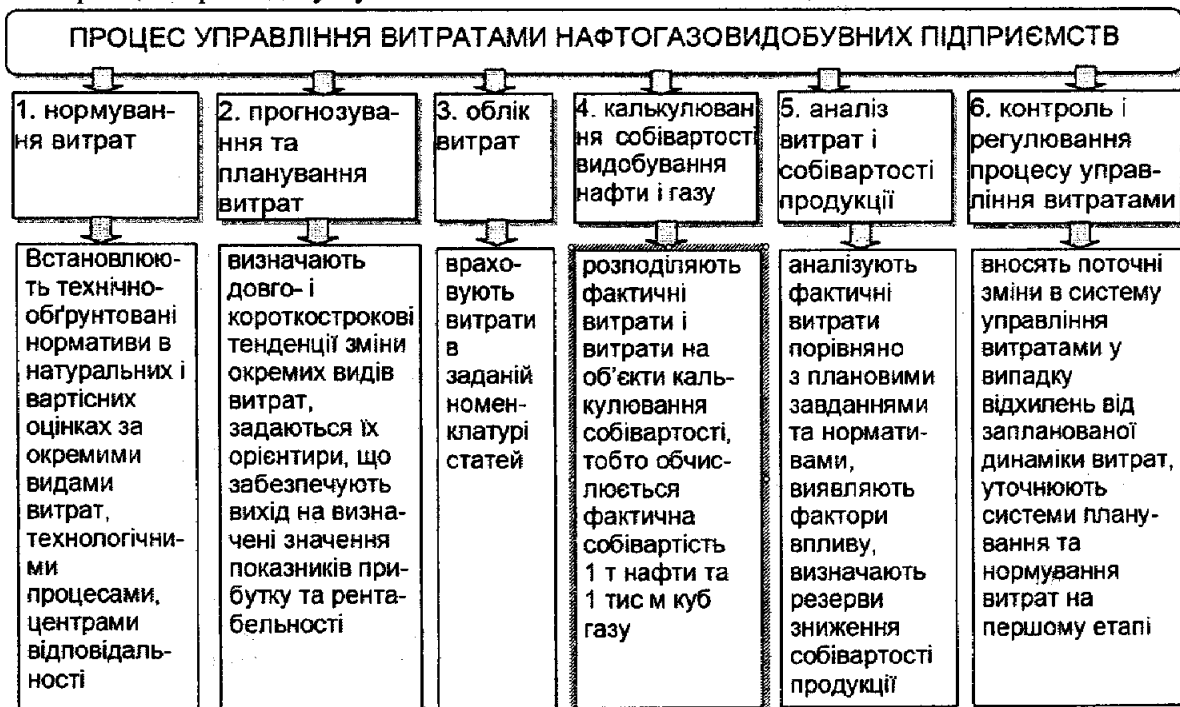 ПРОЦЕС УПРАВЛІННЯ ВИТРАТАМИ НАФТОГАЗОВИДОБУВНИХ ПІДПРИЄМСТВ
1. нормуван-
ня витрат
2. прогнозува-
ння та
планування
витрат
3. облік
витрат
4. калькулюван
ня собівартості
видобування
нафти і газу
5. аналіз
витрат і
собівартості
продукції
6. контроль і
регулювання
процесу управ-
ління витратами
Встановлюю-
ть технічно-
обґрунтовані
нормативи в
натуральних і
вартісних
оцінках за
окремими
видами
витрат,
технологічни-
ми
процесами,
центрами
відповідаль-
ності
визначають
довго- і
короткострокові
тенденції зміни
окремих видів
витрат,
задаються їх
орієнтири, що
забезпечують
вихід на визна-
чені значення
показників при-
бутку та рента-
бельності
врахо-
вують
витрати
в
заданій
номен-
клатурі
статей
розподіляють
фактичні
витрати і
витрати на
об'єкти каль-
кулювання
собівартості,
тобто обчис-
люється
фактична
собівартість
1 т нафти та
1 тис м куб
газу
аналізують
фактичні
витрати
порівняно
з плановими
завданнями
та нормати-
вами,
виявляють
фактори
впливу,
визначають
резерви
зниження
собівартості
продукції
вносять поточні
зміни в систему
управління
витратами у
випадку
відхилень від
запланованої
динаміки витрат,
уточнюють
системи плану-
вання та
нормування
витрат на
першому етапі